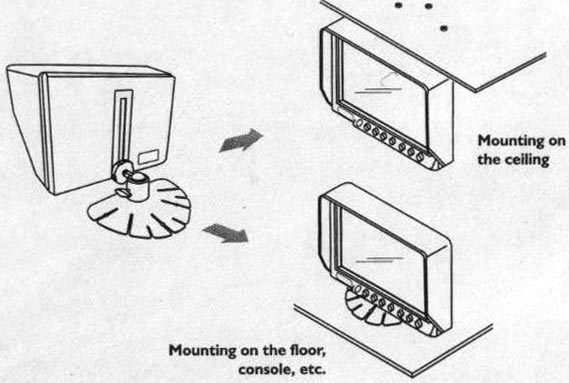 Mounting on
the ceiling
Mounting on the floor,
console, etc.